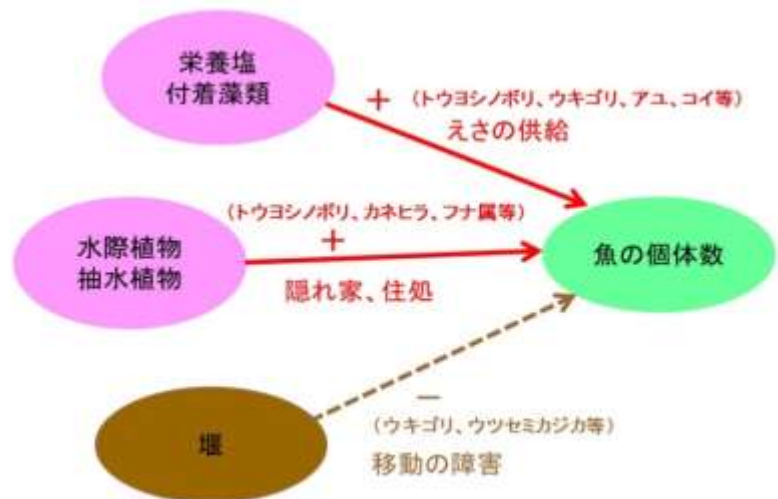 栄養塩
付着藻類
+
(トウヨシノボリ、ウキゴリ、アユ、コイ等)
えさの供給
(トウヨシノボリ、カネヒラ、フナ属等)
+
水際植物
抽水植物
隠れ家、住処
魚の個体数
堰
−
(ウキゴリ、ウツセミカジカ等)
移動の障害